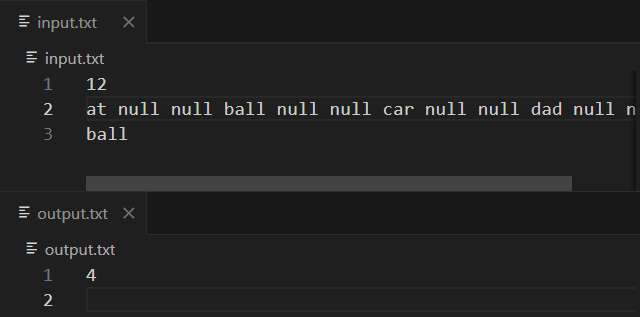 input.txt
input.txt
1 12
2 at null null ball null null car null null dad null
3 ball
output.txt
output.txt
1 4
2